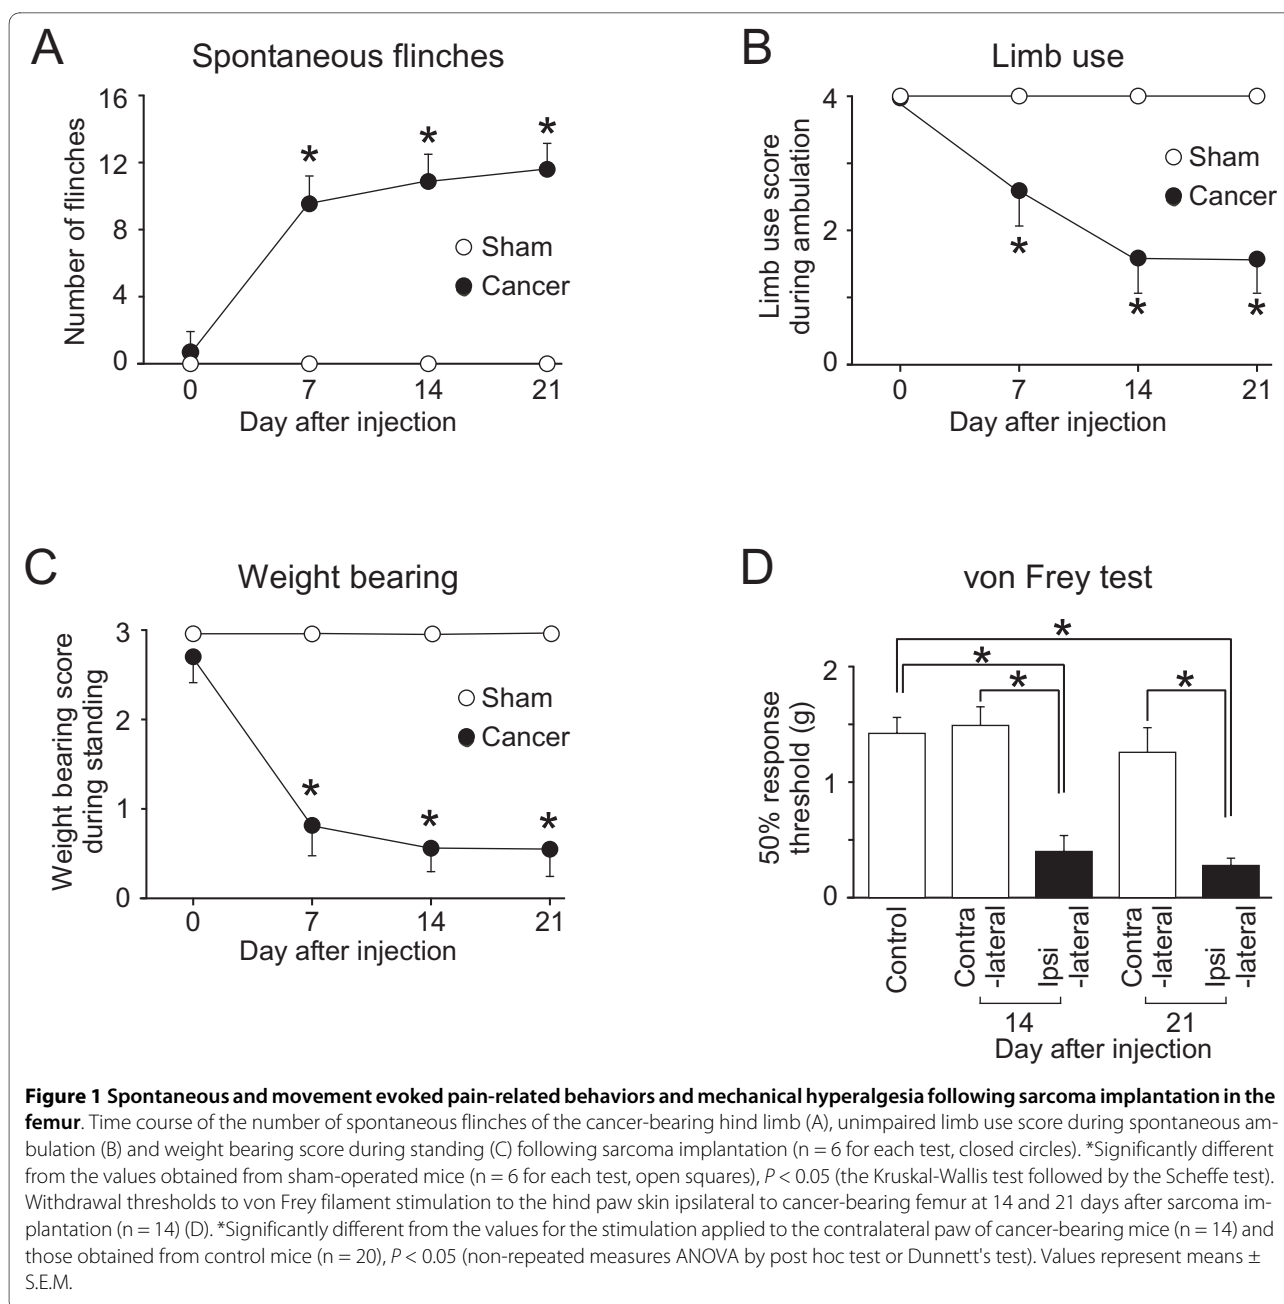 A
Spontaneous flinches
16
12
8
4
0
Number of flinches
*
*
*
Sham
Cancer
0 7 14 21
Day after injection
B
Limb use
4
2
0
Limb use score
during ambulation
Sham
Cancer
*
*
*
0 7 14 21
Day after injection
C
Weight bearing
3
2
1
0
Weight bearing score
during standing
Sham
Cancer
*
*
*
0 7 14 21
Day after injection
D
von Frey test
2
1
0
50% response
threshold (g)
*
*
*
*
Control
Contra
-lateral
Ipsi
-lateral
Contra
-lateral
Ipsi
-lateral
14 21
Day after injection
Figure 1 Spontaneous and movement evoked pain-related behaviors and mechanical hyperalgesia following sarcoma implantation in the
femur. Time course of the number of spontaneous flinches of the cancer-bearing hind limb (A), unimpaired limb use score during spontaneous am-
bulation (B) and weight bearing score during standing (C) following sarcoma implantation (n = 6 for each test, closed circles). *Significantly different
from the values obtained from sham-operated mice (n = 6 for each test, open squares), P < 0.05 (the Kruskal-Wallis test followed by the Scheffe test).
Withdrawal thresholds to von Frey filament stimulation to the hind paw skin ipsilateral to cancer-bearing femur at 14 and 21 days after sarcoma im-
plantation (n = 14) (D). *Significantly different from the values for the stimulation applied to the contralateral paw of cancer-bearing mice (n = 14) and
those obtained from control mice (n = 20), P < 0.05 (non-repeated measures ANOVA by post hoc test or Dunnett's test). Values represent means ±
S.E.M.